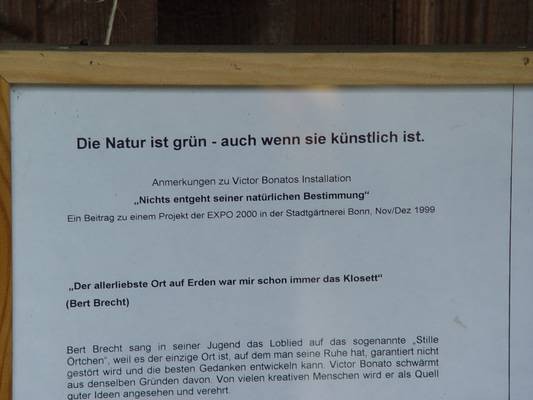 Die Natur ist grün - auch wenn sie künstlich ist.
Anmerkungen zu Victor Bonatos Installation
„Nichts entgeht seiner natürlichen Bestimmung“
Ein Beitrag zu einem Projekt der EXPO 2000 in der Stadtgärtnerei Bonn, Nov/Dez 1999
„Der allerliebste Ort auf Erden war mir schon immer das Klosett“
(Bert Brecht)
Bert Brecht sang in seiner Jugend das Loblied auf das sogenannte „Stille
Örtchen“, weil es der einzige Ort ist, auf dem man seine Ruhe hat, garantiert nicht
gestört wird und die besten Gedanken entwickeln kann. Victor Bonato schwärmt
aus denselben Gründen davon. Von vielen kreativen Menschen wird er als Quell
guter Ideen angesehen und verehrt.